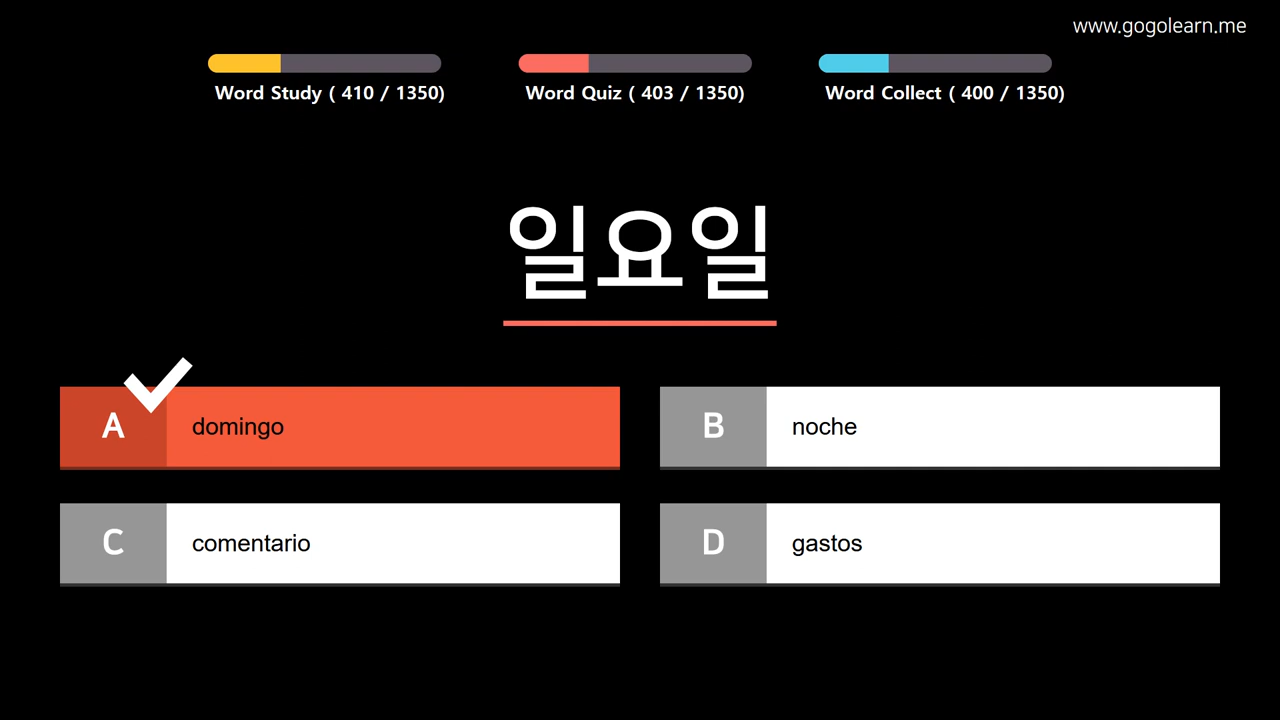 www.gogolearn.me
Word Study ( 410 / 1350)
Word Quiz ( 403 / 1350)
Word Collect ( 400 / 1350)
일요일
A domingo
B noche
C comentario
D gastos